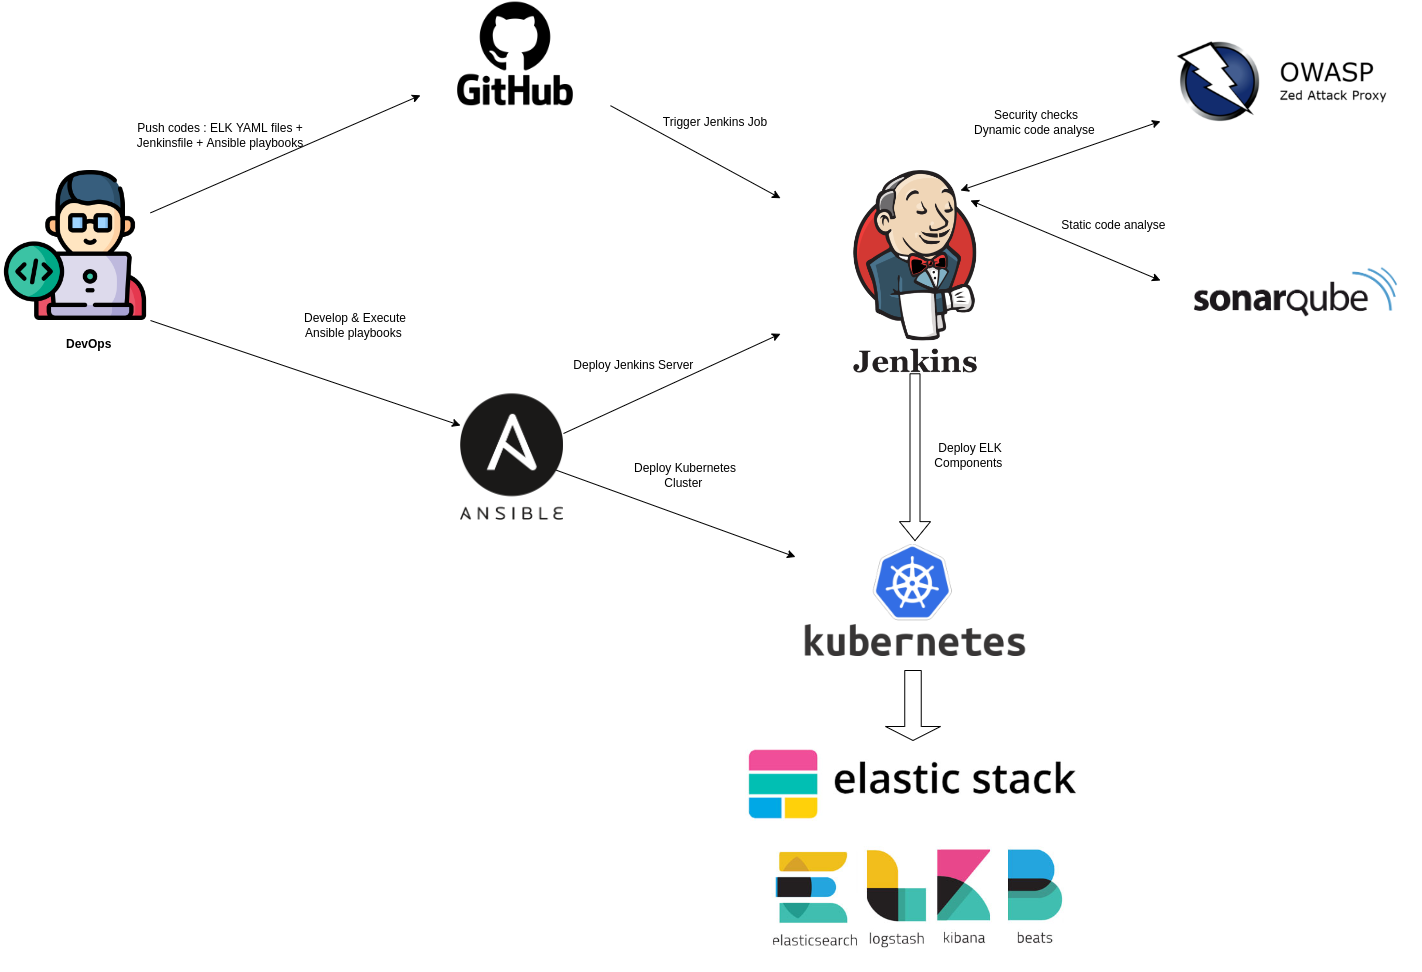 GitHub
OWASP
Zed Attack Proxy
Push codes : ELK YAML files +
Jenkinsfile + Ansible playbooks
Trigger Jenkins Job
Security checks
Dynamic code analyse
Static code analyse
sonarqube
DevOps
Develop & Execute
Ansible playbooks
Deploy Jenkins Server
Jenkins
ANSIBLE
Deploy Kubernetes
Cluster
Deploy ELK
Components
kubernetes
elastic stack
elasticsearch
logstash
kibana
beats